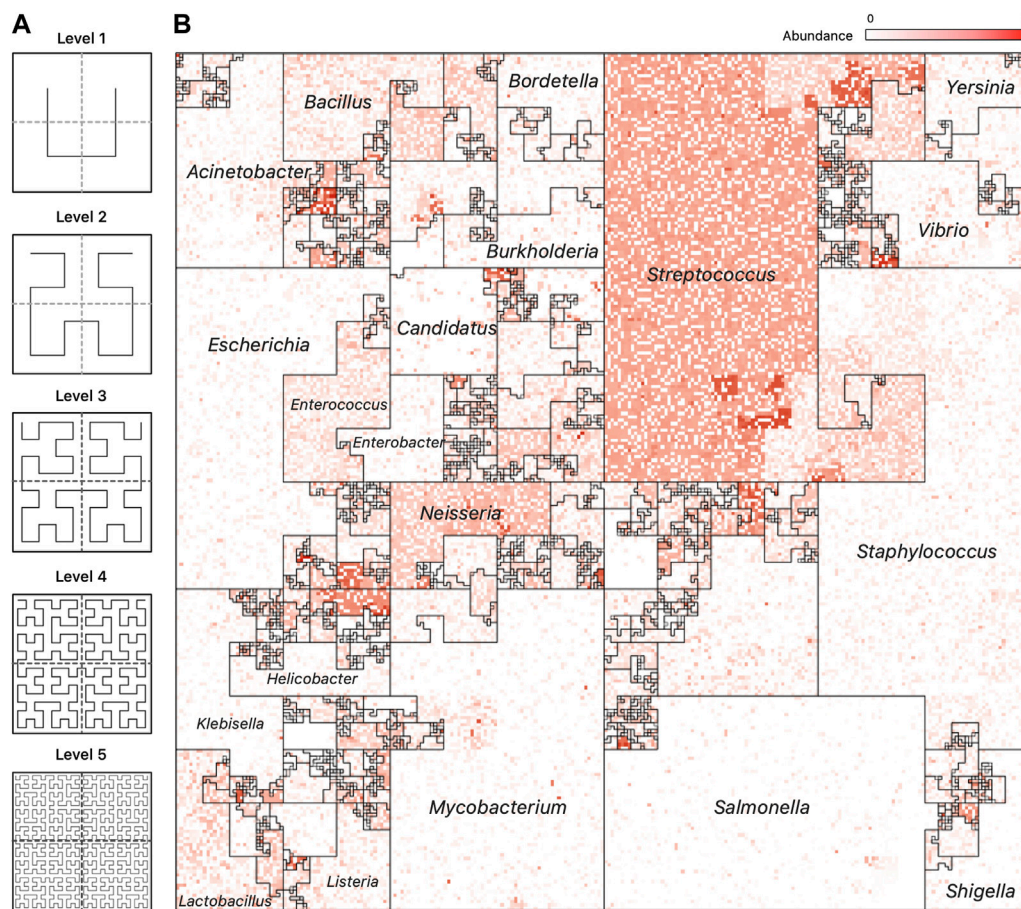 A
B
Level 1
Level 2
Level 3
Level 4
Level 5
0
Abundance
Bacillus
Bordetella
Yersinia
Acinetobacter
Vibrio
Burkholderia
Streptococcus
Candidatus
Escherichia
Enterococcus
Enterobacter
Neisseria
Staphylococcus
Helicobacter
Klebisella
Mycobacterium
Salmonella
Listeria
Shigella
Lactobacillus